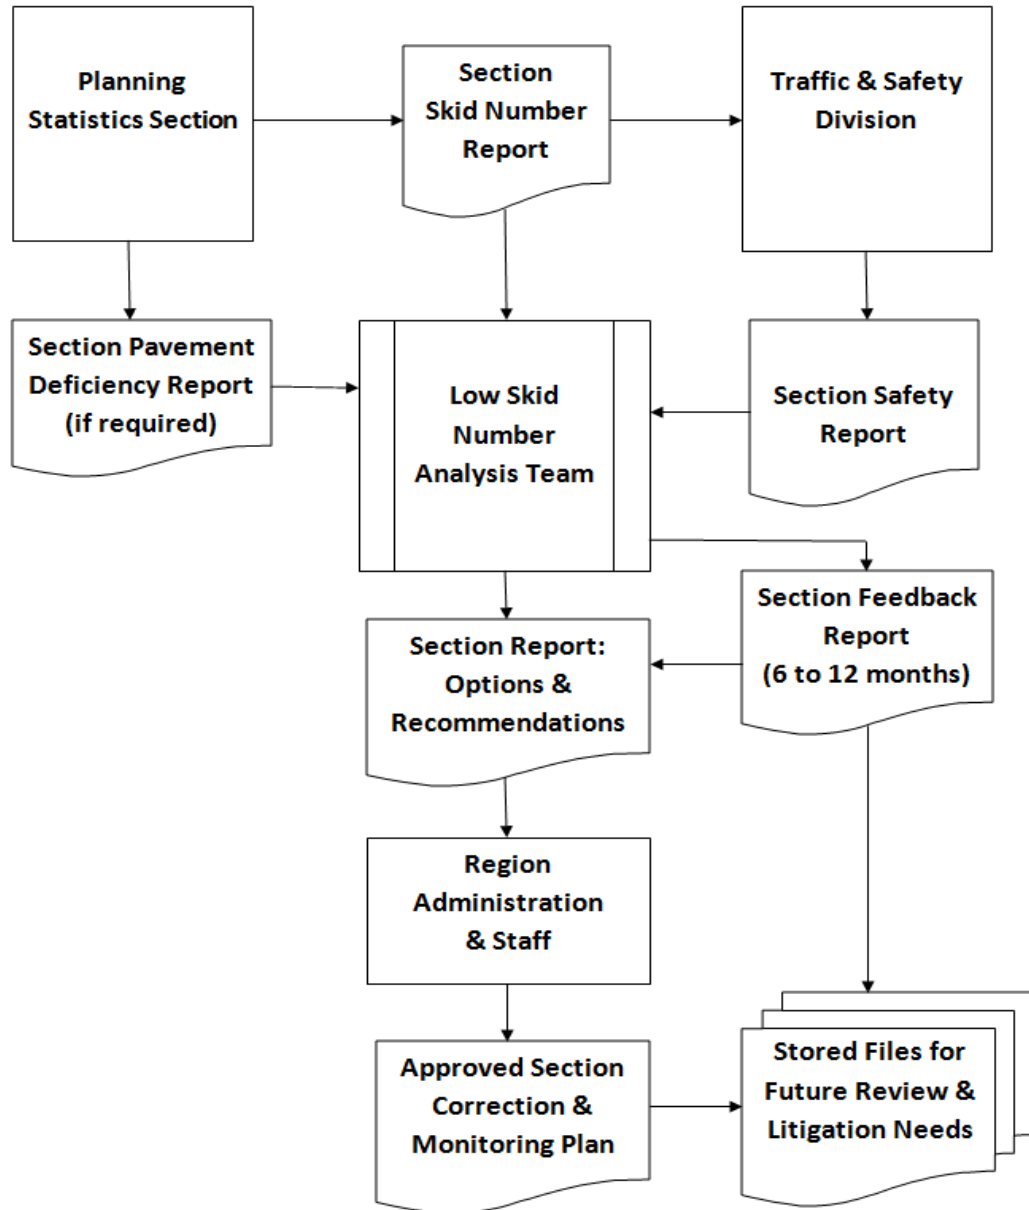 Planning
Statistics Section
Section
Skid Number
Report
Traffic & Safety
Division
Section Pavement
Deficiency Report
(if required)
Low Skid
Number
Analysis Team
Section Safety
Report
Section Report:
Options &
Recommendations
Section Feedback
Report
(6 to 12 months)
Region
Administration
& Staff
Approved Section
Correction &
Monitoring Plan
Stored Files for
Future Review &
Litigation Needs